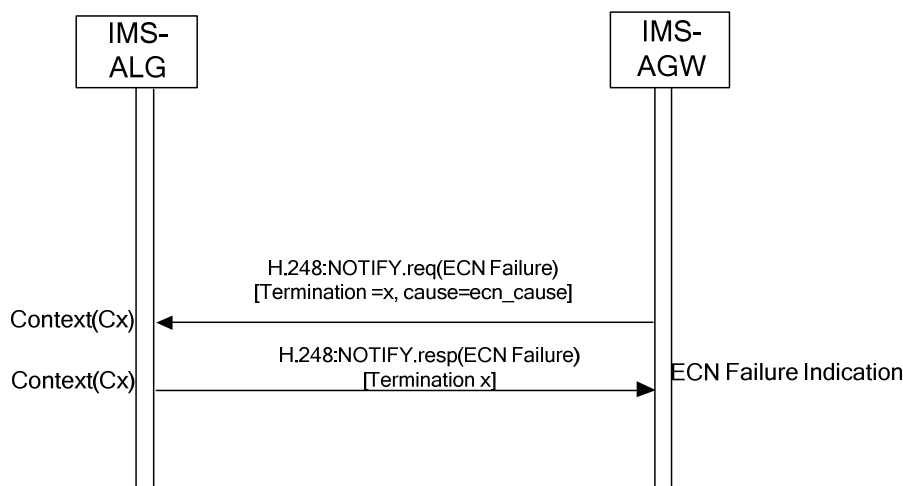 IMS-
ALG
IMS-
AGW
H.248:NOTIFY.req(ECN Failure)
[Termination =x, cause=ecn_cause]
Context(Cx)
H.248:NOTIFY.resp(ECN Failure)
Context(Cx)
[Termination x]
ECN Failure Indication